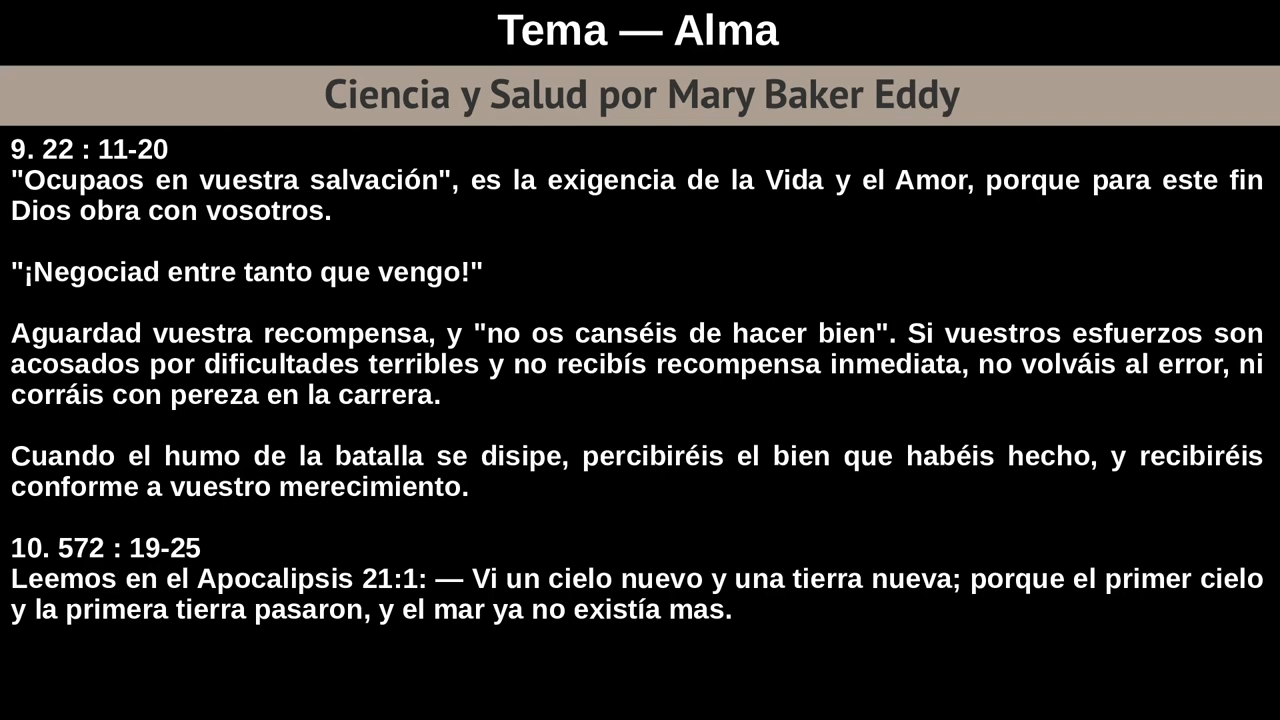 Tema — Alma
Ciencia y Salud por Mary Baker Eddy
9. 22 : 11-20
"Ocupaos en vuestra salvación", es la exigencia de la Vida y el Amor, porque para este fin
Dios obra con vosotros.
"¡Negociad entre tanto que vengo!"
Aguardad vuestra recompensa, y "no os canséis de hacer bien". Si vuestros esfuerzos son
acosados por dificultades terribles y no recibís recompensa inmediata, no volváis al error, ni
corráis con pereza en la carrera.
Cuando el humo de la batalla se disipe, percibiréis el bien que habéis hecho, y recibiréis
conforme a vuestro merecimiento.
10. 572 : 19-25
Leemos en el Apocalipsis 21:1: — Vi un cielo nuevo y una tierra nueva; porque el primer cielo
y la primera tierra pasaron, y el mar ya no existía mas.